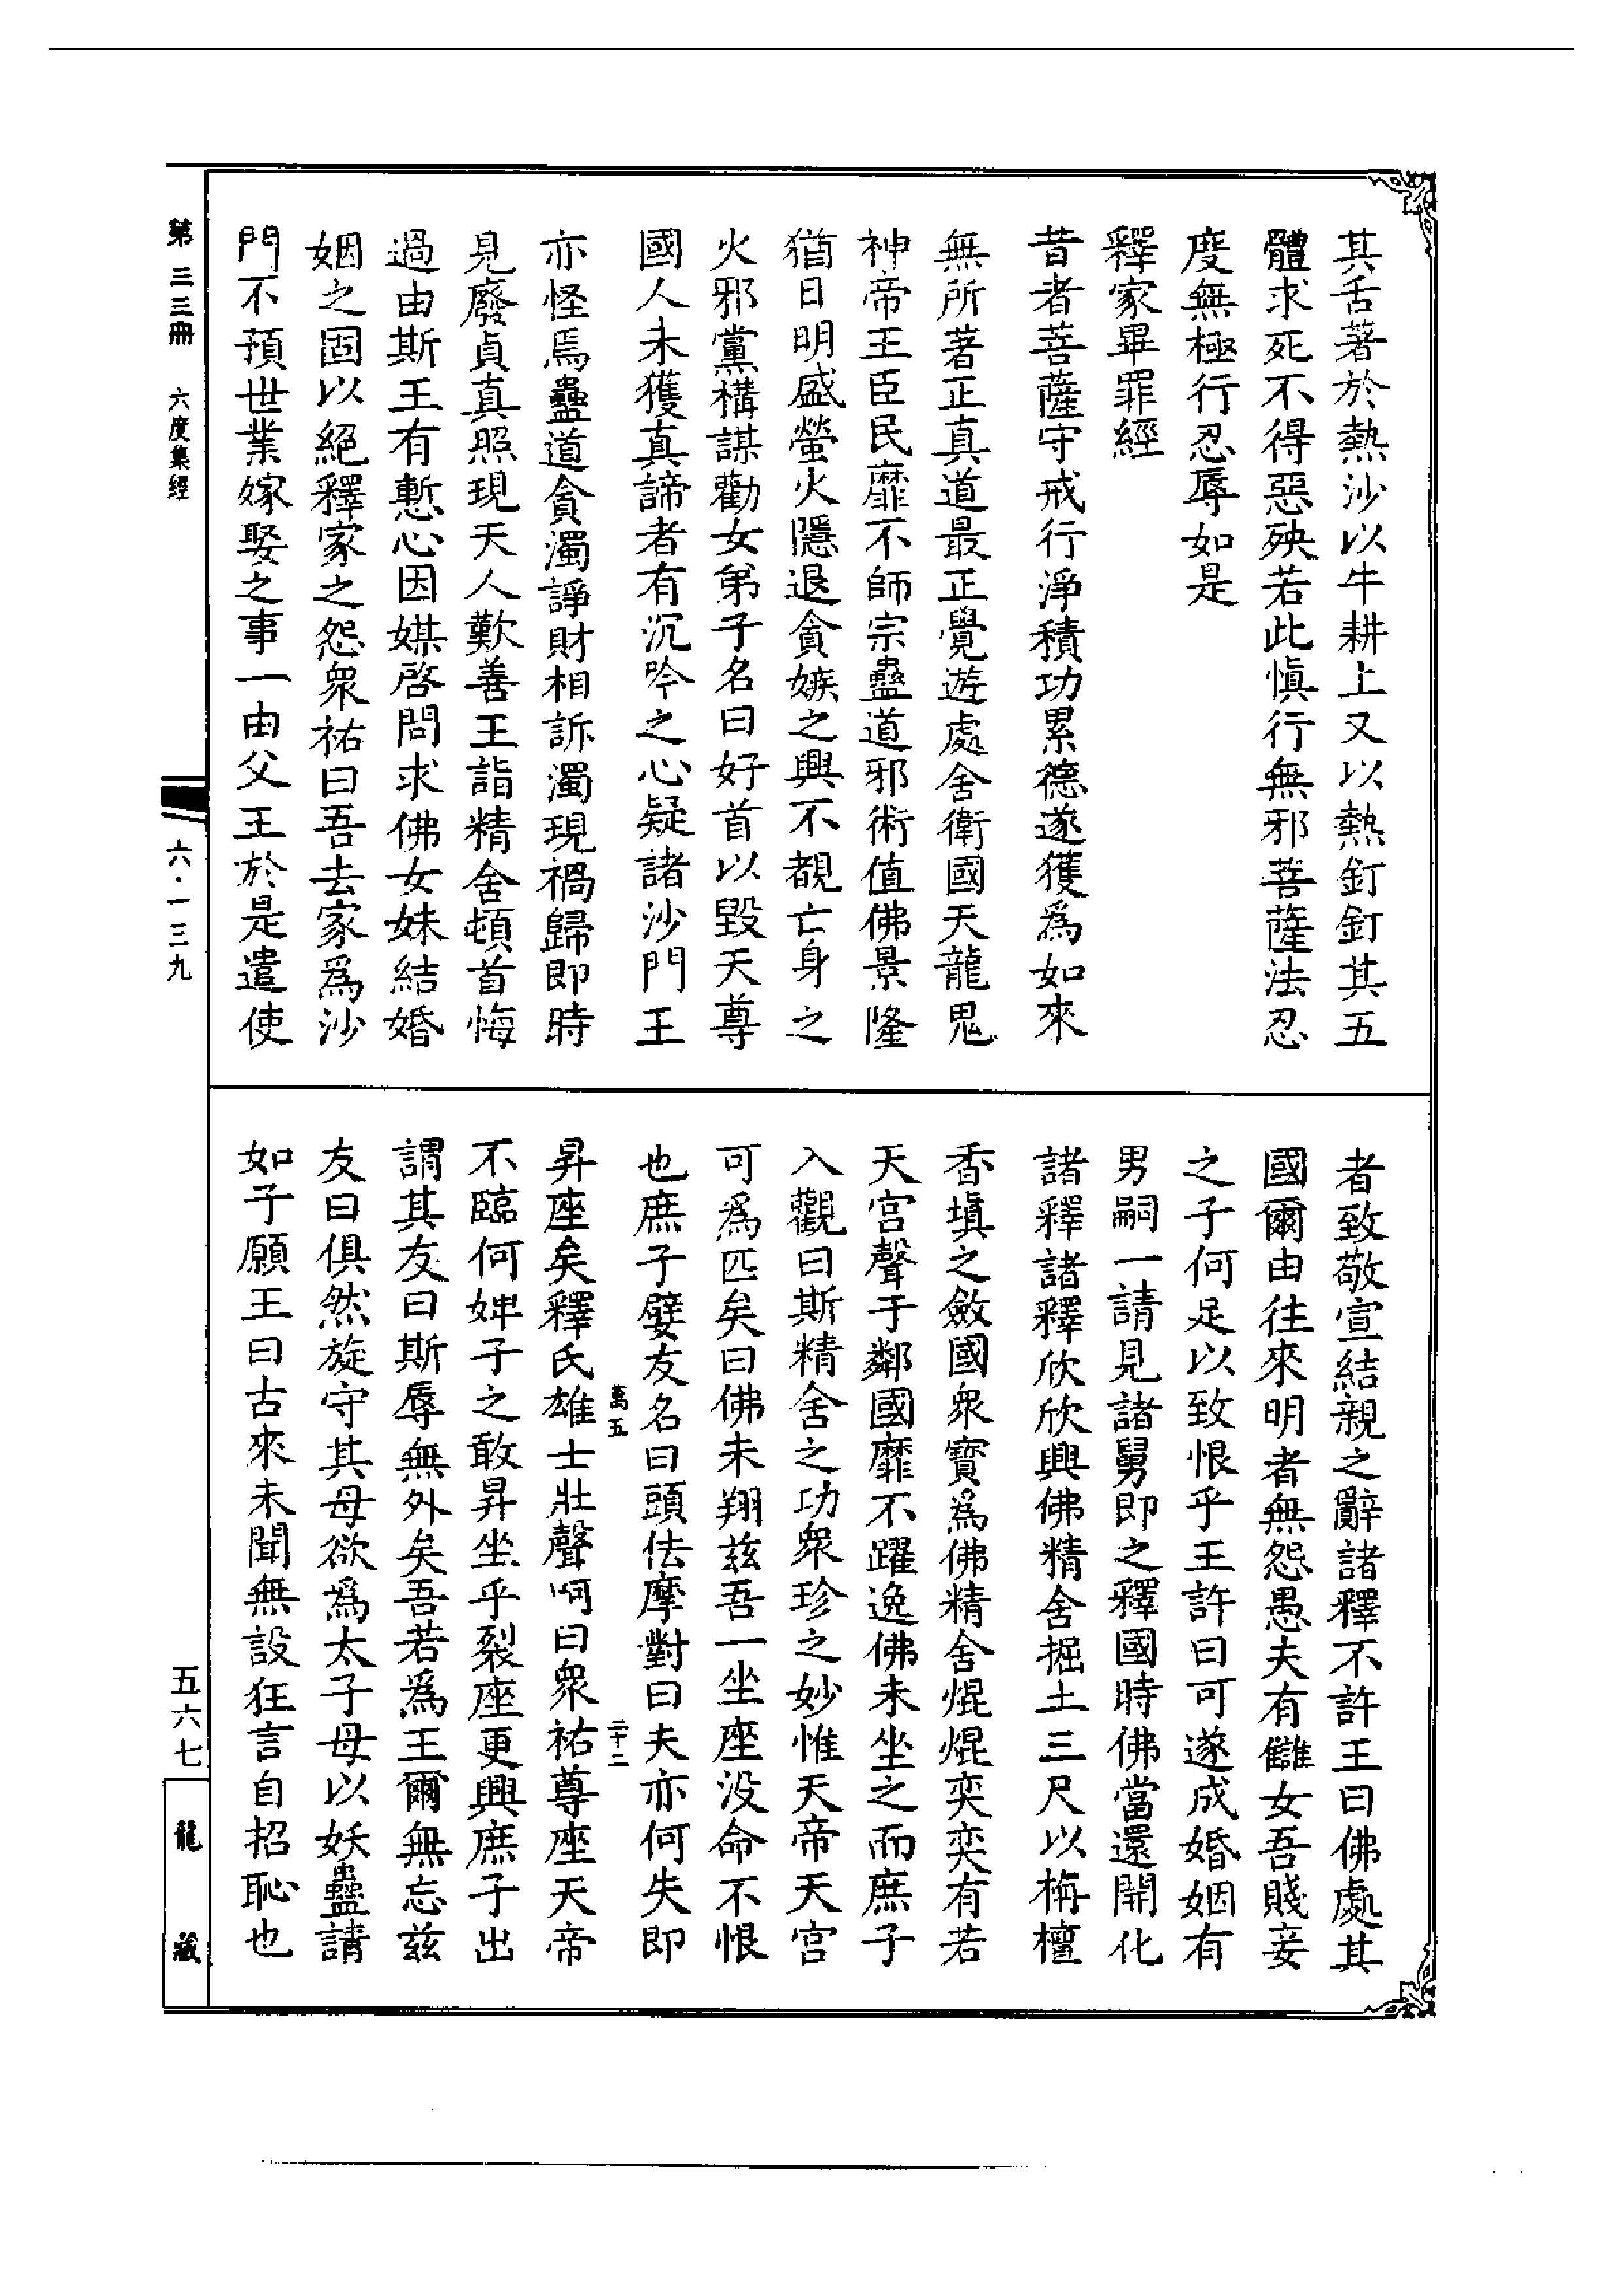 其舌著於熱沙以牛耕上又以熱釘釘其五
體求死不得惡殃若此慎行無邪菩薩法忍
度無極行忍辱如是
釋家畢罪經
昔者菩薩守戒行淨積功累德遂獲為如來
無所著正真道最正覺遊處舍衛國天龍鬼
神帝王臣民靡不師宗蠱道邪術值佛景隆
猶日明盛螢火隱退貪嫉之興不覩亡身之
火邪黨構謀勸女弟子名曰好首以毀天尊
國人未獲真諦者有沉吟之心疑諸沙門王
亦怪焉蠱道貪濁諍財相訴濁現禍歸即時
見廢貞真照現天人歎善王詣精舍頓首悔
過由斯王有慙心因媒啓問求佛女妹結婚
姻之固以絕釋家之怨衆祐曰吾去家爲沙
門不預世業嫁娶之事一由父王於是遣使
者致敬宣結親之辭諸釋不許王曰佛處其
國爾由往來明者無怨愚夫有讎女吾賤妾
之子何足以致恨乎王許曰可遂成婚姻有
男嗣一請見諸舅即之釋國時佛當還開化
諸釋諸釋欣欣興佛精舍掘土三尺以栴檀
香塡之斂國衆寶爲佛精舍焜焜奕奕有若
天宮聲于鄰國靡不躍逸佛未坐之而庶子
入觀曰斯精舍之功衆珍之妙惟天帝天宮
可爲匹矣曰佛未翔茲吾一坐座没命不恨
也庶子嬖友名曰頭佉摩對曰夫亦何失即
萬五
二十二
昇座矣釋氏雄士壯聲呵曰衆祐尊座天帝
不臨何婢子之敢昇坐乎裂座更興庶子出
謂其友曰斯辱無外矣吾若爲王爾無忘茲
友曰俱然旋守其母欲爲太子母以妖蠱請
如子願王曰古來未聞無設狂言自招恥也
第三三冊
六度集經
六·一三九
五六七
龍藏